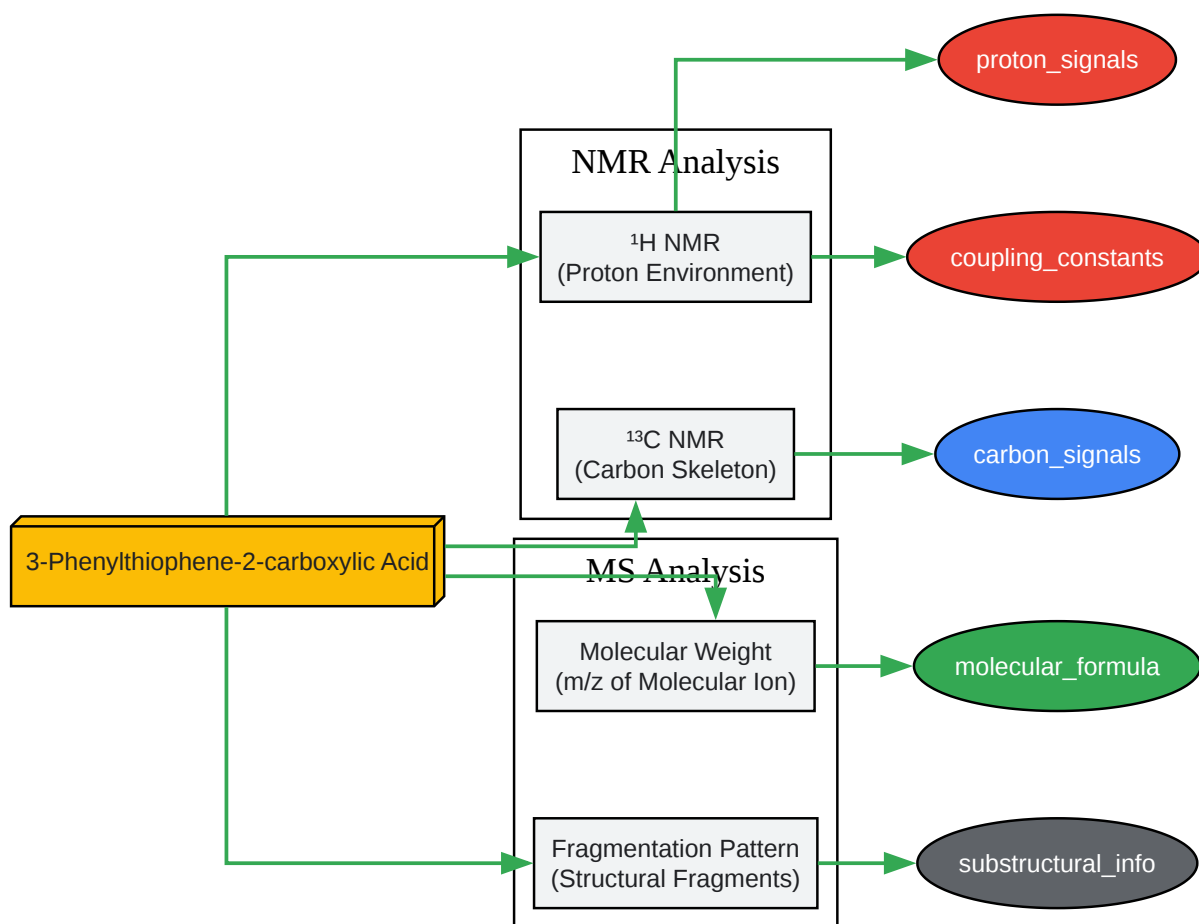 proton_signals
NMR Analysis
¹H NMR
(Proton Environment)
coupling_constants
¹³C NMR
(Carbon Skeleton)
carbon_signals
3-Phenylthiophene-2-carboxylic Acid
MS Analysis
Molecular Weight
(m/z of Molecular Ion)
molecular_formula
Fragmentation Pattern
(Structural Fragments)
substructural_info